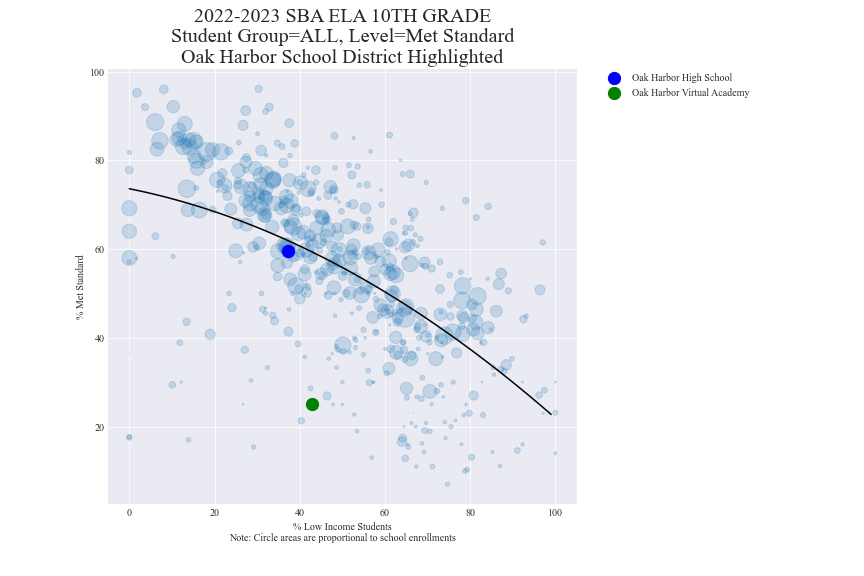 2022-2023 SBA ELA 10TH GRADE
Student Group=ALL, Level=Met Standard
Oak Harbor School District Highlighted
Oak Harbor High School
Oak Harbor Virtual Academy
% Met Standard
100
80
60
40
20
0
20
40
60
80
100
% Low Income Students
Note: Circle areas are proportional to school enrollments